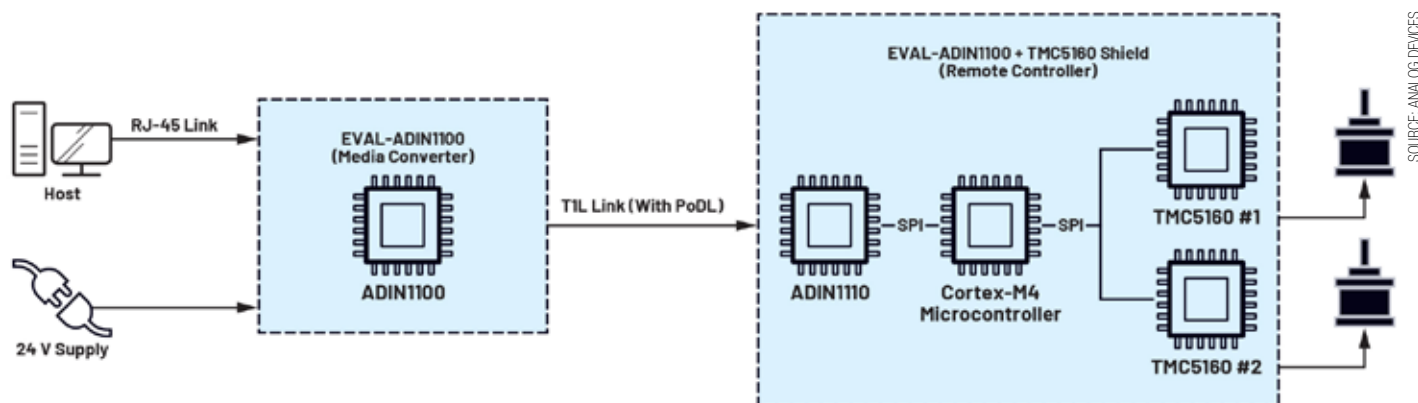 EVAL-ADIN1100 + TMC5160 Shield
(Remote Controller)
SOURCE: ANALOG DEVICES
RJ-45 Link
Host
24 V Supply
EVAL-ADIN1100
(Media Converter)
ADIN1100
T1L Link (With PoDL)
ADIN1110
SPI
Cortex-M4
Microcontroller
SPI
TMC5160 #1
TMC5160 #2